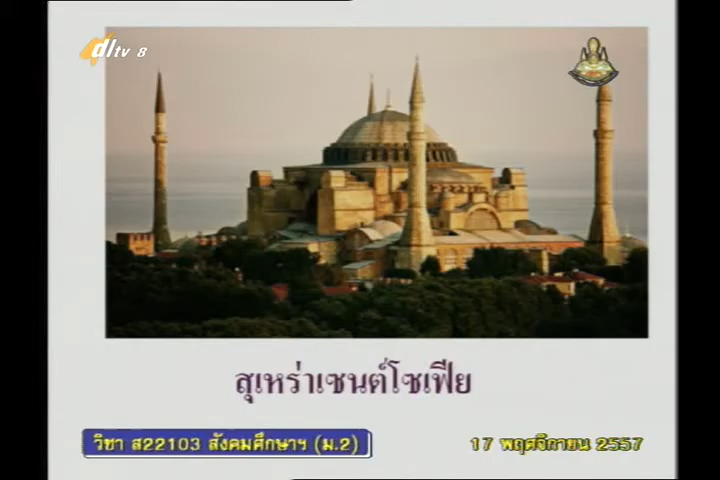 dltv 8
สุเหร่าเซนต์โซเฟีย
วิชา ส22103 สังคมศึกษาฯ (ม.2)
17 พฤศจิกายน 2557